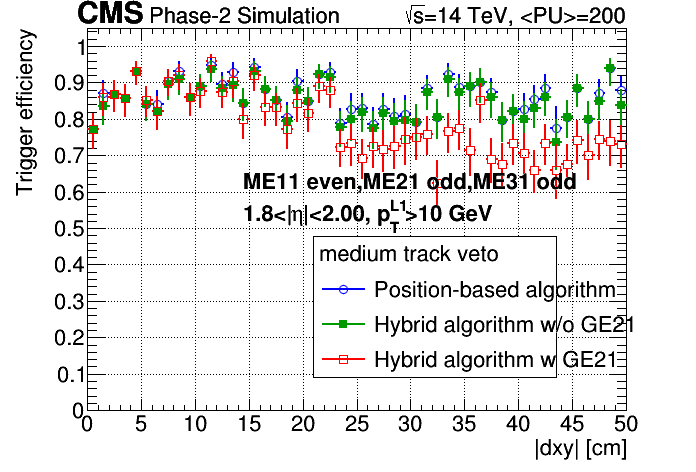 CMS Phase-2 Simulation √s=14 TeV, <PU>=200
Trigger efficiency
1
0.9
0.8
0.7
0.6
0.5
0.4
0.3
0.2
0.1
0
ME11 even,ME21 odd,ME31 odd
1.8<|η|<2.00, p_T^L1>10 GeV
medium track veto
Position-based algorithm
Hybrid algorithm w/o GE21
Hybrid algorithm w GE21
0 5 10 15 20 25 30 35 40 45 50
|dxy| [cm]